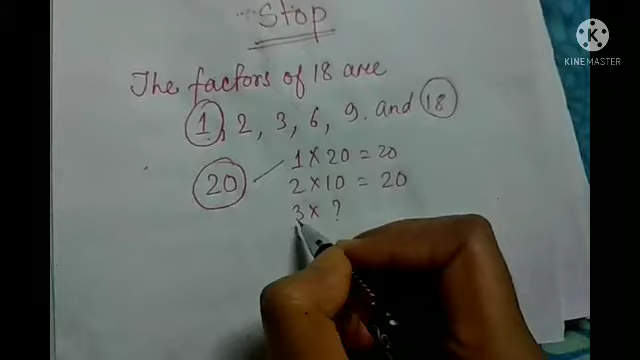 Stop
The factors of 18 are
1, 2, 3, 6, 9. and 18
20
1 × 20 = 20
2 × 10 = 20
3 × ?
K
KINEMASTER